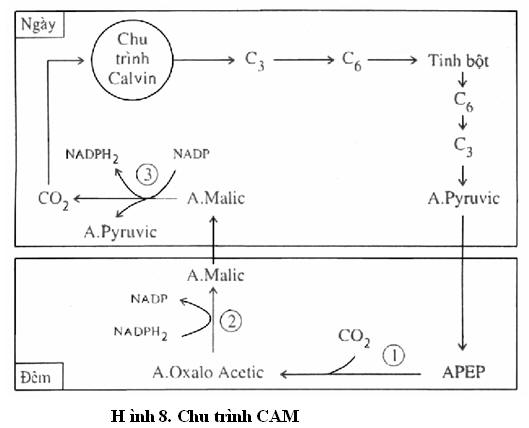 Ngày
Chu
trình
Calvin
C3
C6
Tinh bột
C6
C3
NADPH2
3
NADP
CO2
A.Malic
A.Pyruvic
A.Pyruvic
A.Malic
NADP
2
NADPH2
CO2
1
A.Oxalo Acetic
APEP
Đêm
H ình 8. Chu trình CAM